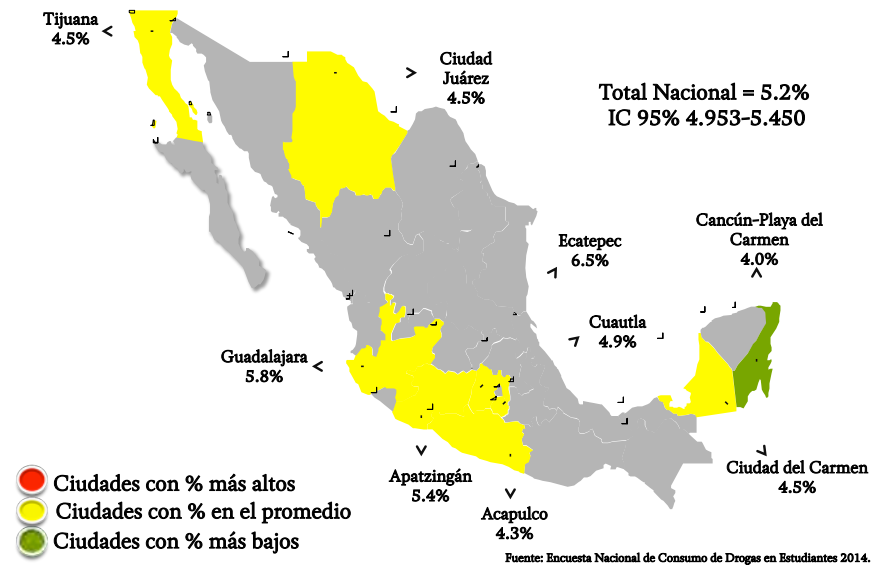 Tijuana
4.5%
Ciudad
Juárez
4.5%
Total Nacional = 5.2%
IC 95% 4.953-5.450
Cancún-Playa del
Carmen
4.0%
Ecatepec
6.5%
Cuautla
4.9%
Guadalajara
5.8%
Apatzingán
5.4%
Acapulco
4.3%
Ciudad del Carmen
4.5%
Ciudades con % más altos
Ciudades con % en el promedio
Ciudades con % más bajos
Fuente: Encuesta Nacional de Consumo de Drogas en Estudiantes 2014.